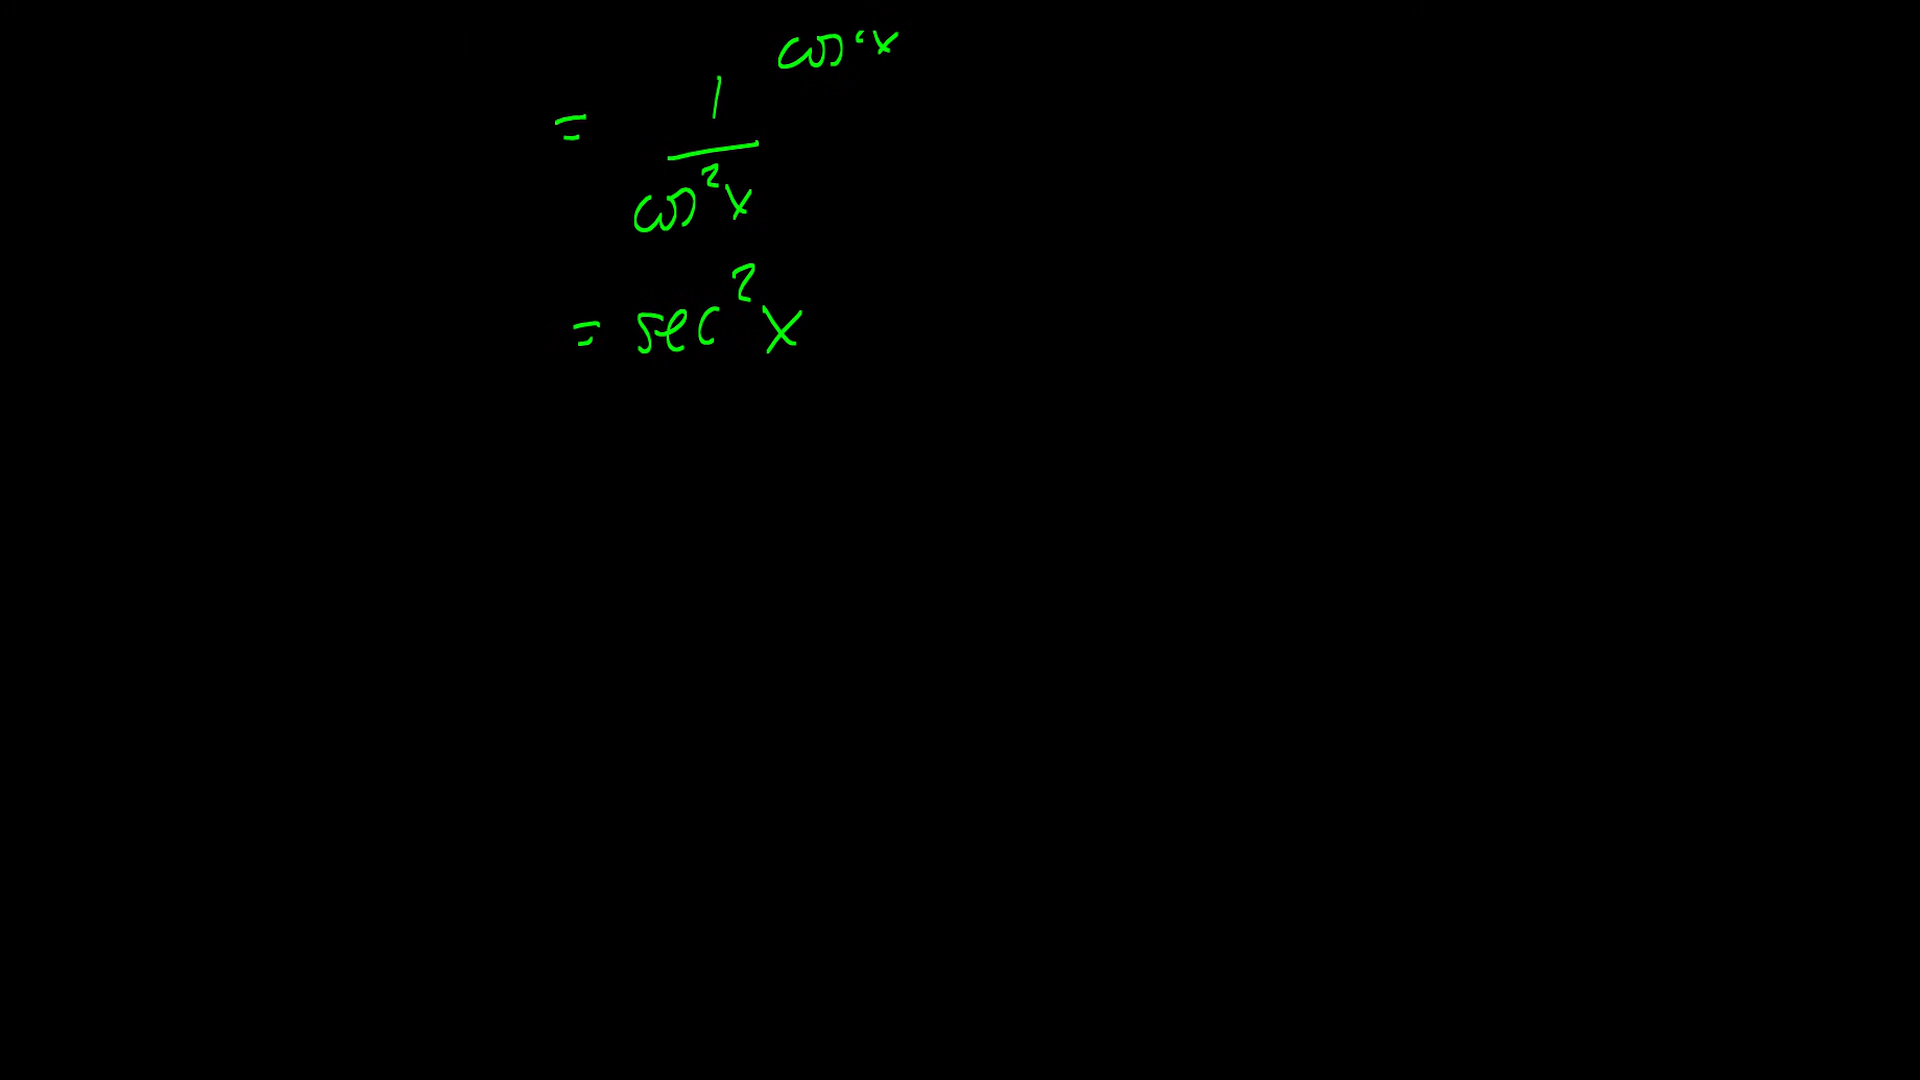 cos²x
= 1/cos²x
= sec²x